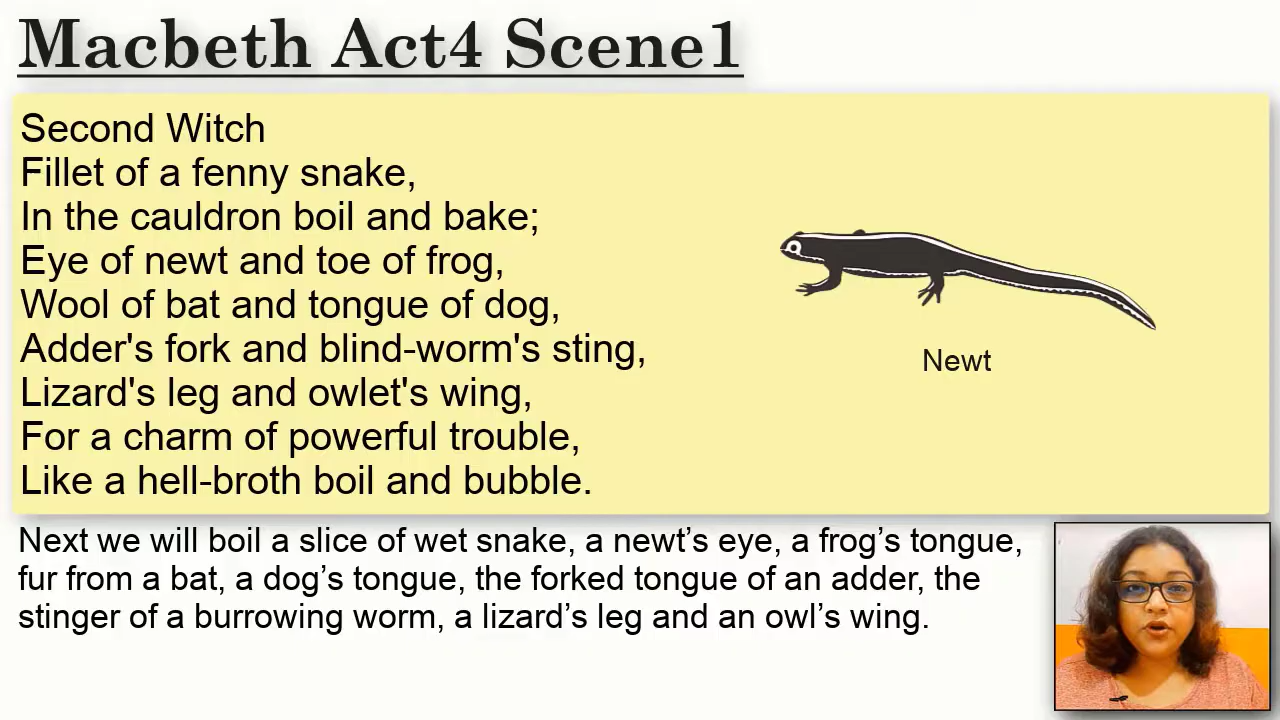 Macbeth Act4 Scene1
Second Witch
Fillet of a fenny snake,
In the cauldron boil and bake;
Eye of newt and toe of frog,
Wool of bat and tongue of dog,
Adder's fork and blind-worm's sting,
Lizard's leg and owlet's wing,
For a charm of powerful trouble,
Like a hell-broth boil and bubble.
Newt
Next we will boil a slice of wet snake, a newt’s eye, a frog’s tongue,
fur from a bat, a dog’s tongue, the forked tongue of an adder, the
stinger of a burrowing worm, a lizard’s leg and an owl’s wing.